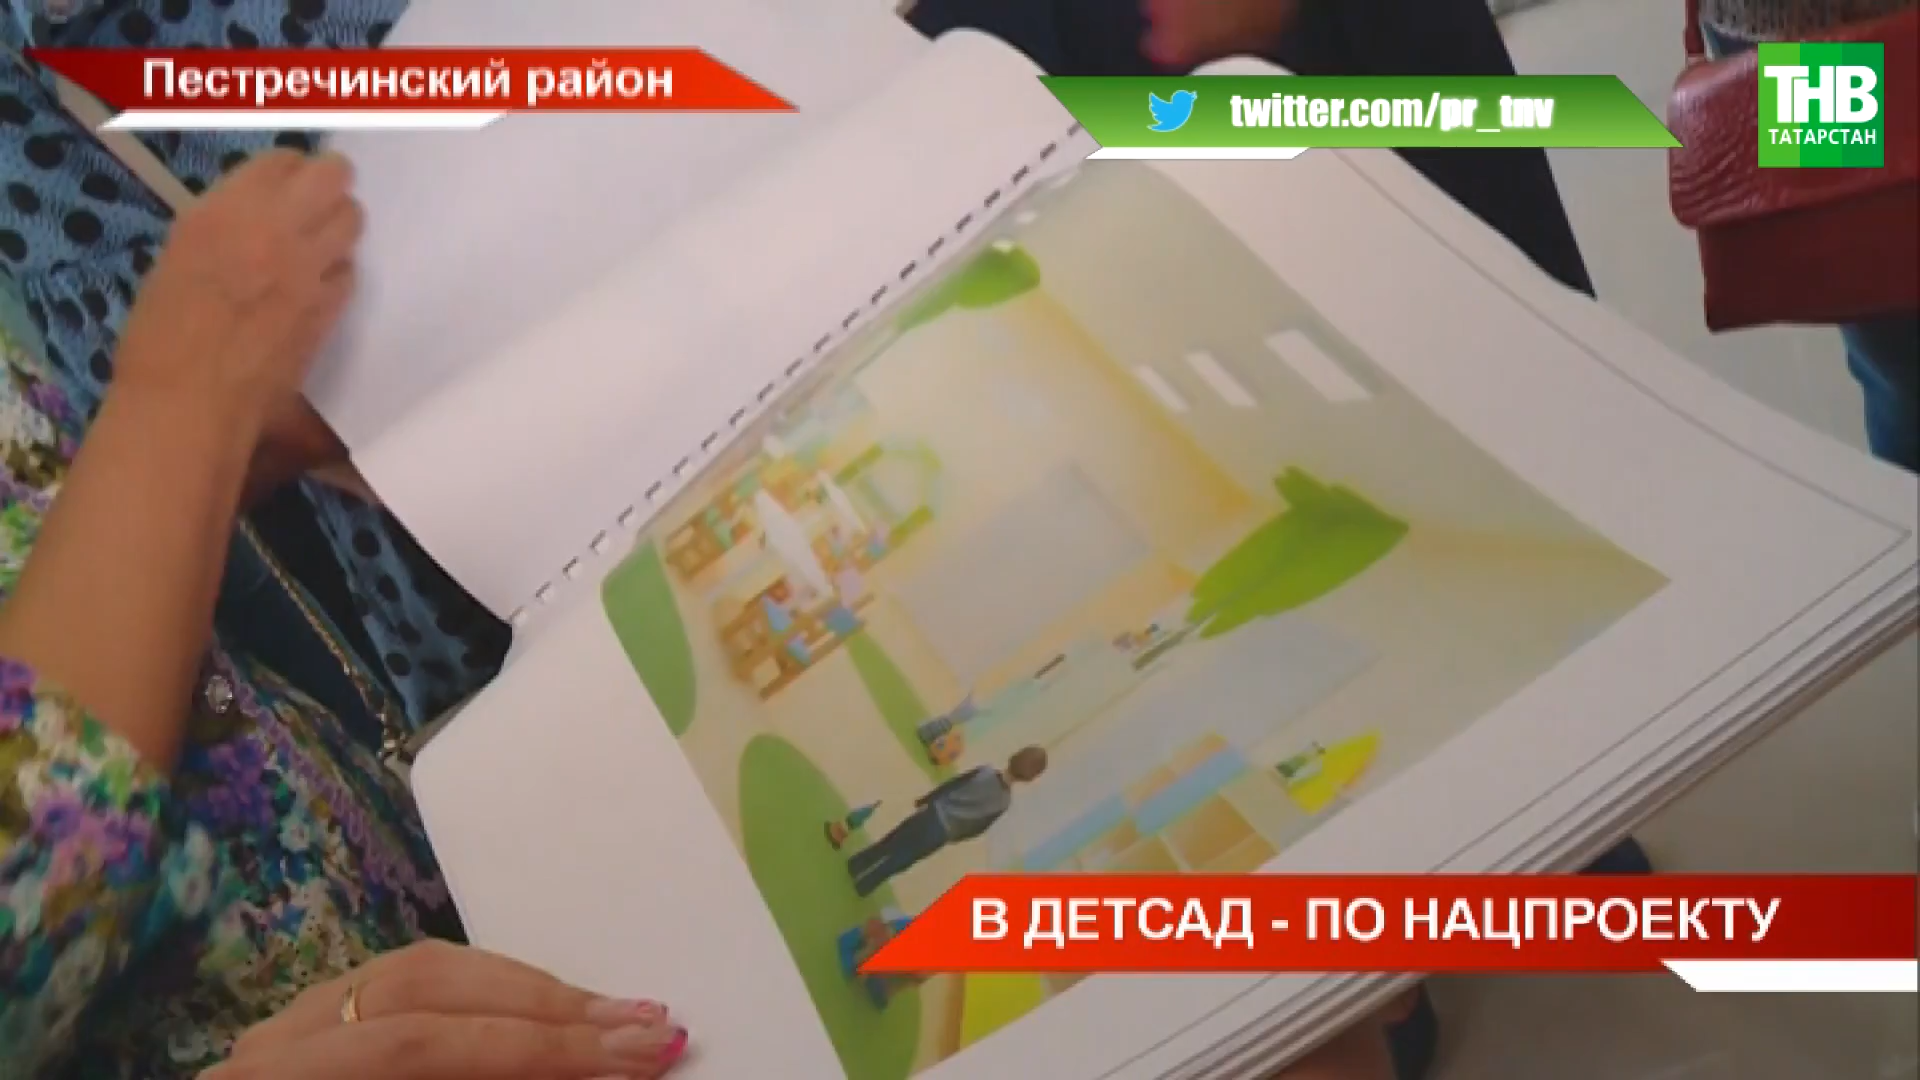 Пестречинский район
twitter.com/pr_tnv
ТНВ
ТАТАРСТАН
В ДЕТСАД - ПО НАЦПРОЕКТУ